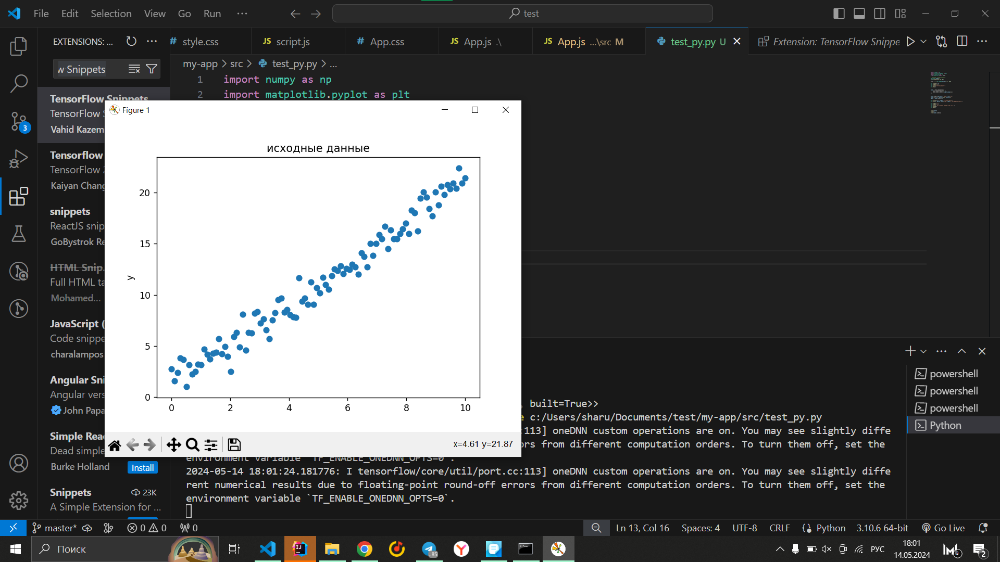 File Edit Selection View Go Run ···
test
EXTENSIONS: ...
# style.css
JS script.js
# App.css
JS App.js .\
JS App.js ...\src M
test_py.py U
Extension: TensorFlow Snippe
w Snippets
my-app > src > test_py.py > ...
1 import numpy as np
2 import matplotlib.pyplot as plt
TensorFlow Snippets
TensorFlow S
Vahid Kazem
Tensorflow
TensorFlow 2
Kaiyan Chang
snippets
ReactJS snip
GoBystrok Re
HTML Snip.
Full HTML ta
Mohamed...
JavaScript (
Code snippe
charalampos
Angular Sni
Angular vers
John Papa
Simple Rea
Dead simple
Burke Holland
Install
Snippets 23K
A Simple Extension for ...
3
Figure 1
исходные данные
y
20
15
10
5
0
0 2 4 6 8 10
x=4.61 y=21.87
, built=True>>
e c:/Users/sharu/Documents/test/my-app/src/test_py.py
:113] oneDNN custom operations are on. You may see slightly diffe
rs from different computation orders. To turn them off, set the
environment variable `TF_ENABLE_ONEDNN_OPTS=0`.
2024-05-14 18:01:24.181776: I tensorflow/core/util/port.cc:113] oneDNN custom operations are on. You may see slightly diffe
rent numerical results due to floating-point round-off errors from different computation orders. To turn them off, set the
environment variable `TF_ENABLE_ONEDNN_OPTS=0`.
powershell
powershell
powershell
Python
master* 0 0 0
Ln 13, Col 16 Spaces: 4 UTF-8 CRLF Python 3.10.6 64-bit Go Live
Поиск
85
РУС
18:01
14.05.2024
2